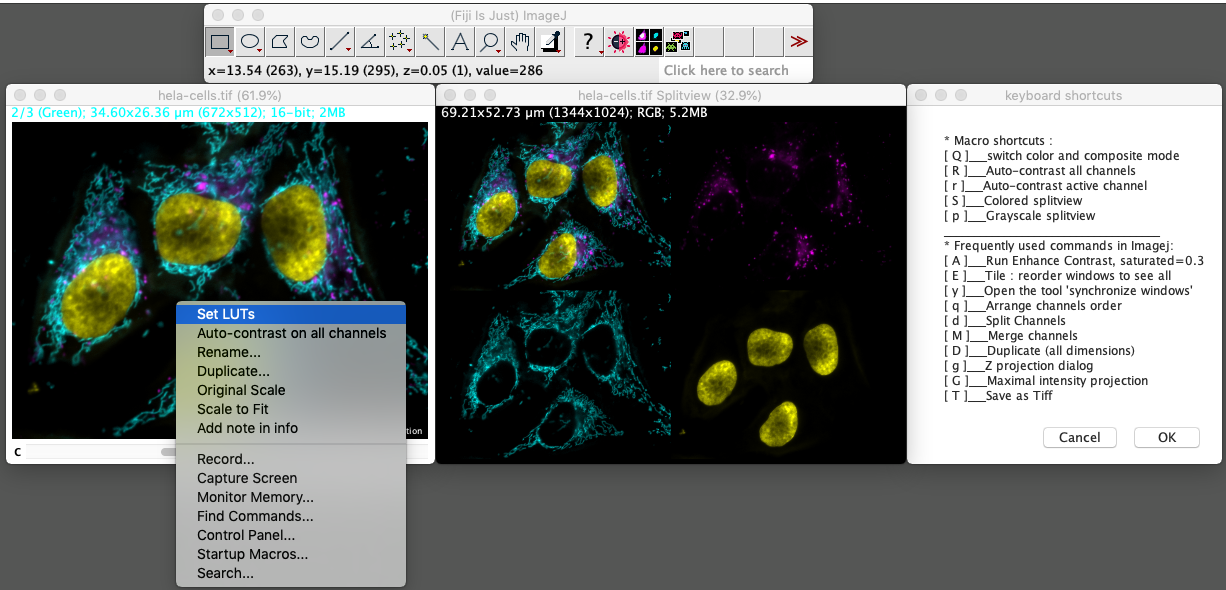 (Fiji Is Just) ImageJ
A
?
>>
x=13.54 (263), y=15.19 (295), z=0.05 (1), value=286
Click here to search
hela-cells.tif (61.9%)
2/3 (Green); 34.60x26.36 µm (672x512); 16-bit; 2MB
Set LUTs
Auto-contrast on all channels
Rename...
Duplicate...
Original Scale
Scale to Fit
Add note in info
Record...
Capture Screen
Monitor Memory...
Find Commands...
Control Panel...
Startup Macros...
Search...
tion
c
hela-cells.tif Splitview (32.9%)
69.21x52.73 µm (1344x1024); RGB; 5.2MB
keyboard shortcuts
* Macro shortcuts :
[ Q ]___switch color and composite mode
[ R ]___Auto-contrast all channels
[ r ]___Auto-contrast active channel
[ S ]___Colored splitview
[ p ]___Grayscale splitview
* Frequently used commands in Imagej:
[ A ]___Run Enhance Contrast, saturated=0.3
[ E ]___Tile : reorder windows to see all
[ y ]___Open the tool 'synchronize windows'
[ q ]___Arrange channels order
[ d ]___Split Channels
[ M ]___Merge channels
[ D ]___Duplicate (all dimensions)
[ g ]___Z projection dialog
[ G ]___Maximal intensity projection
[ T ]___Save as Tiff
Cancel
OK